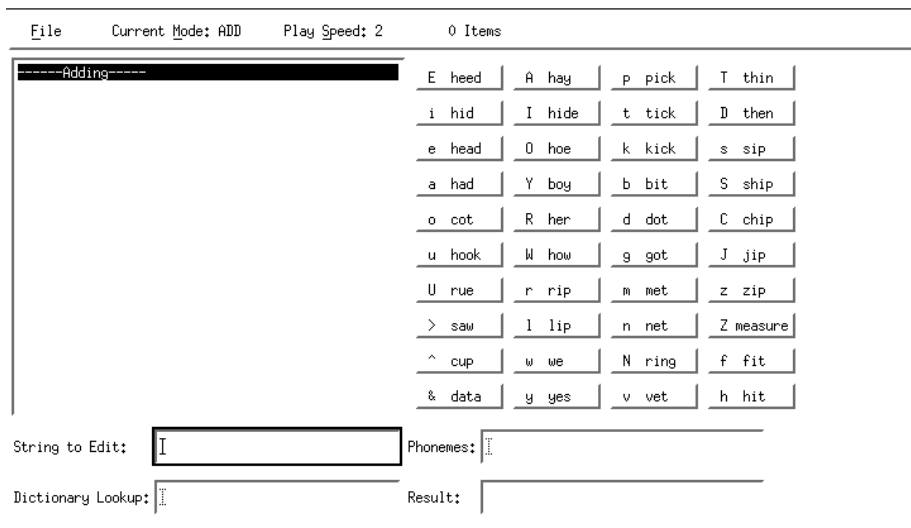 File Current Mode: ADD Play Speed: 2 0 Items
------Adding-----
E heed A hay p pick T thin
i hid I hide t tick D then
e head O hoe k kick s sip
a had Y boy b bit S ship
o cot R her d dot C chip
u hook W how g got J jip
U rue r rip m met z zip
> saw l lip n net Z measure
^ cup w we N ring f fit
& data y yes v vet h hit
String to Edit: Phonemes:
Dictionary Lookup: Result: